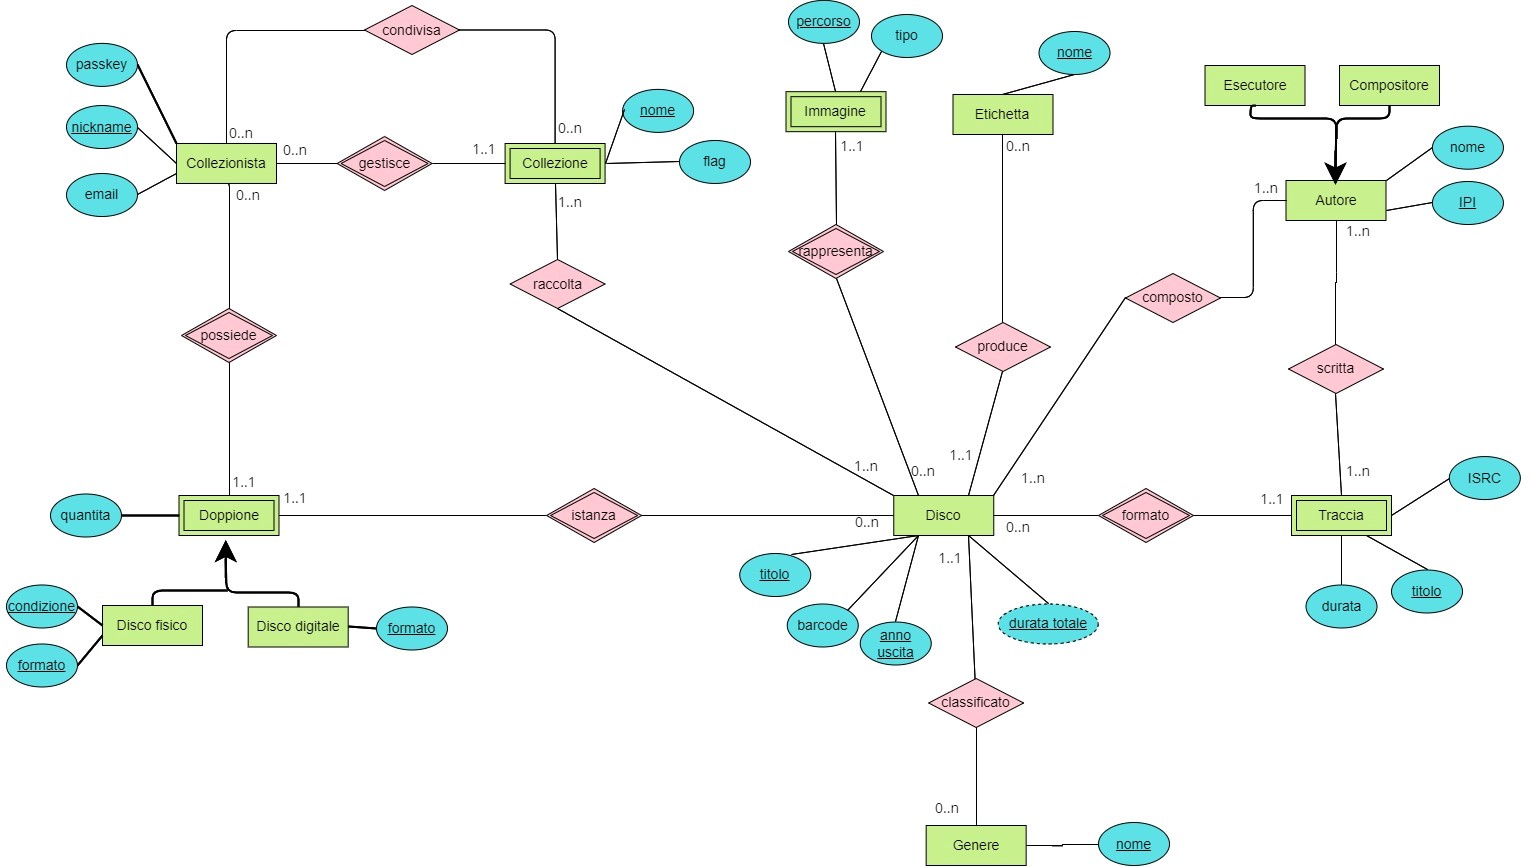 condivisa
percorso
tipo
nome
passkey
nickname
email
0..n
Collezionista
0..n
0..n
gestisce
1..1
0..n
Collezione
1..n
nome
flag
Immagine
1..1
Etichetta
0..n
Esecutore
Compositore
nome
IPI
1..n
Autore
1..n
rappresenta
raccolta
composto
possiede
produce
scritta
1..n
0..n
1..1
1..n
1..n
ISRC
1..1
1..1
quantita
Doppione
istanza
0..n
Disco
0..n
formato
1..1
Traccia
1..1
titolo
barcode
anno
uscita
durata totale
durata
titolo
condizione
formato
Disco fisico
Disco digitale
formato
classificato
0..n
Genere
nome